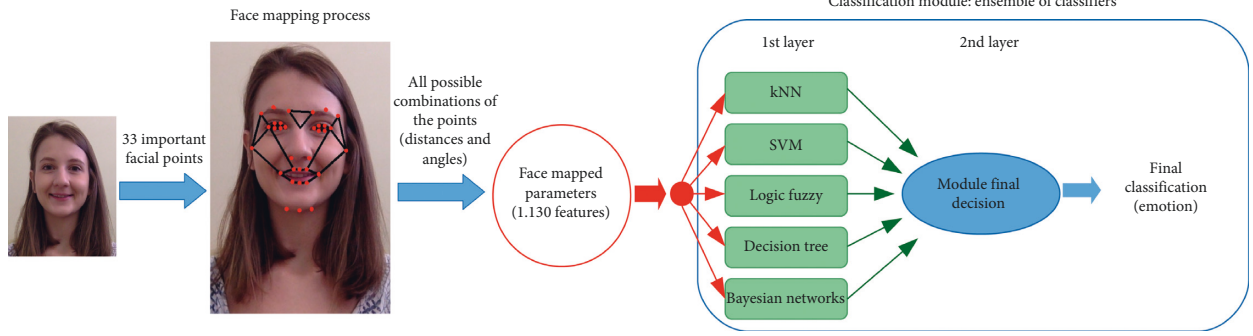 Face mapping process
33 important
facial points
All possible
combinations of
the points
(distances and
angles)
Face mapped
parameters
(1.130 features)
Classification module: ensemble of classifiers
1st layer
2nd layer
kNN
SVM
Logic fuzzy
Decision tree
Bayesian networks
Module final
decision
Final
classification
(emotion)